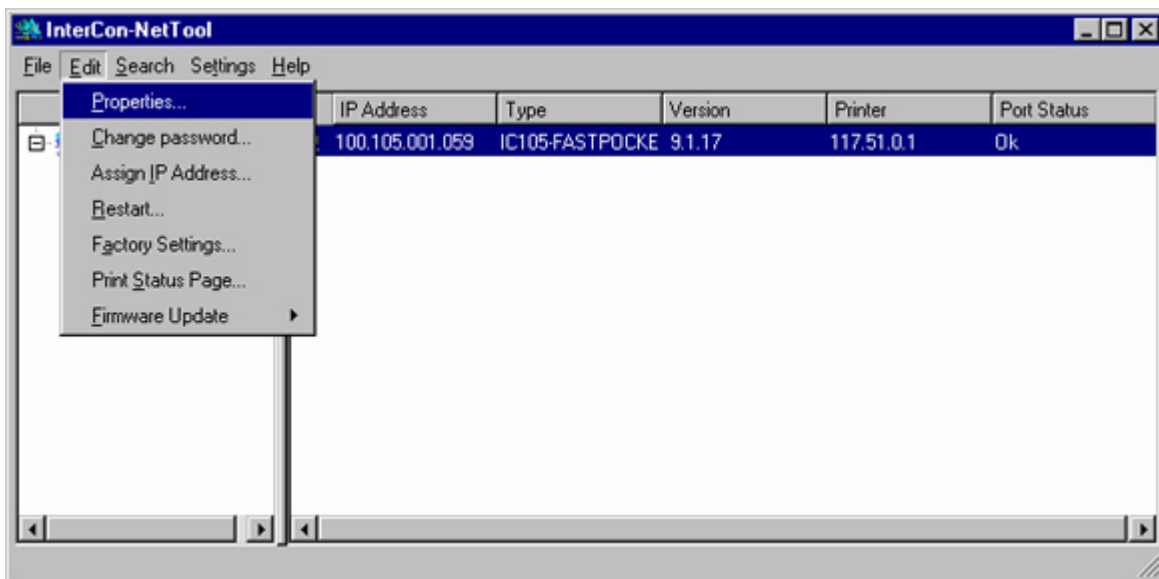 InterCon-NetTool
File Edit Search Settings Help
Properties...
Change password...
Assign IP Address...
Restart...
Factory Settings...
Print Status Page...
Firmware Update
IP Address Type Version Printer Port Status
100.105.001.059 IC105-FASTPOCKE 9.1.17 117.51.0.1 Ok